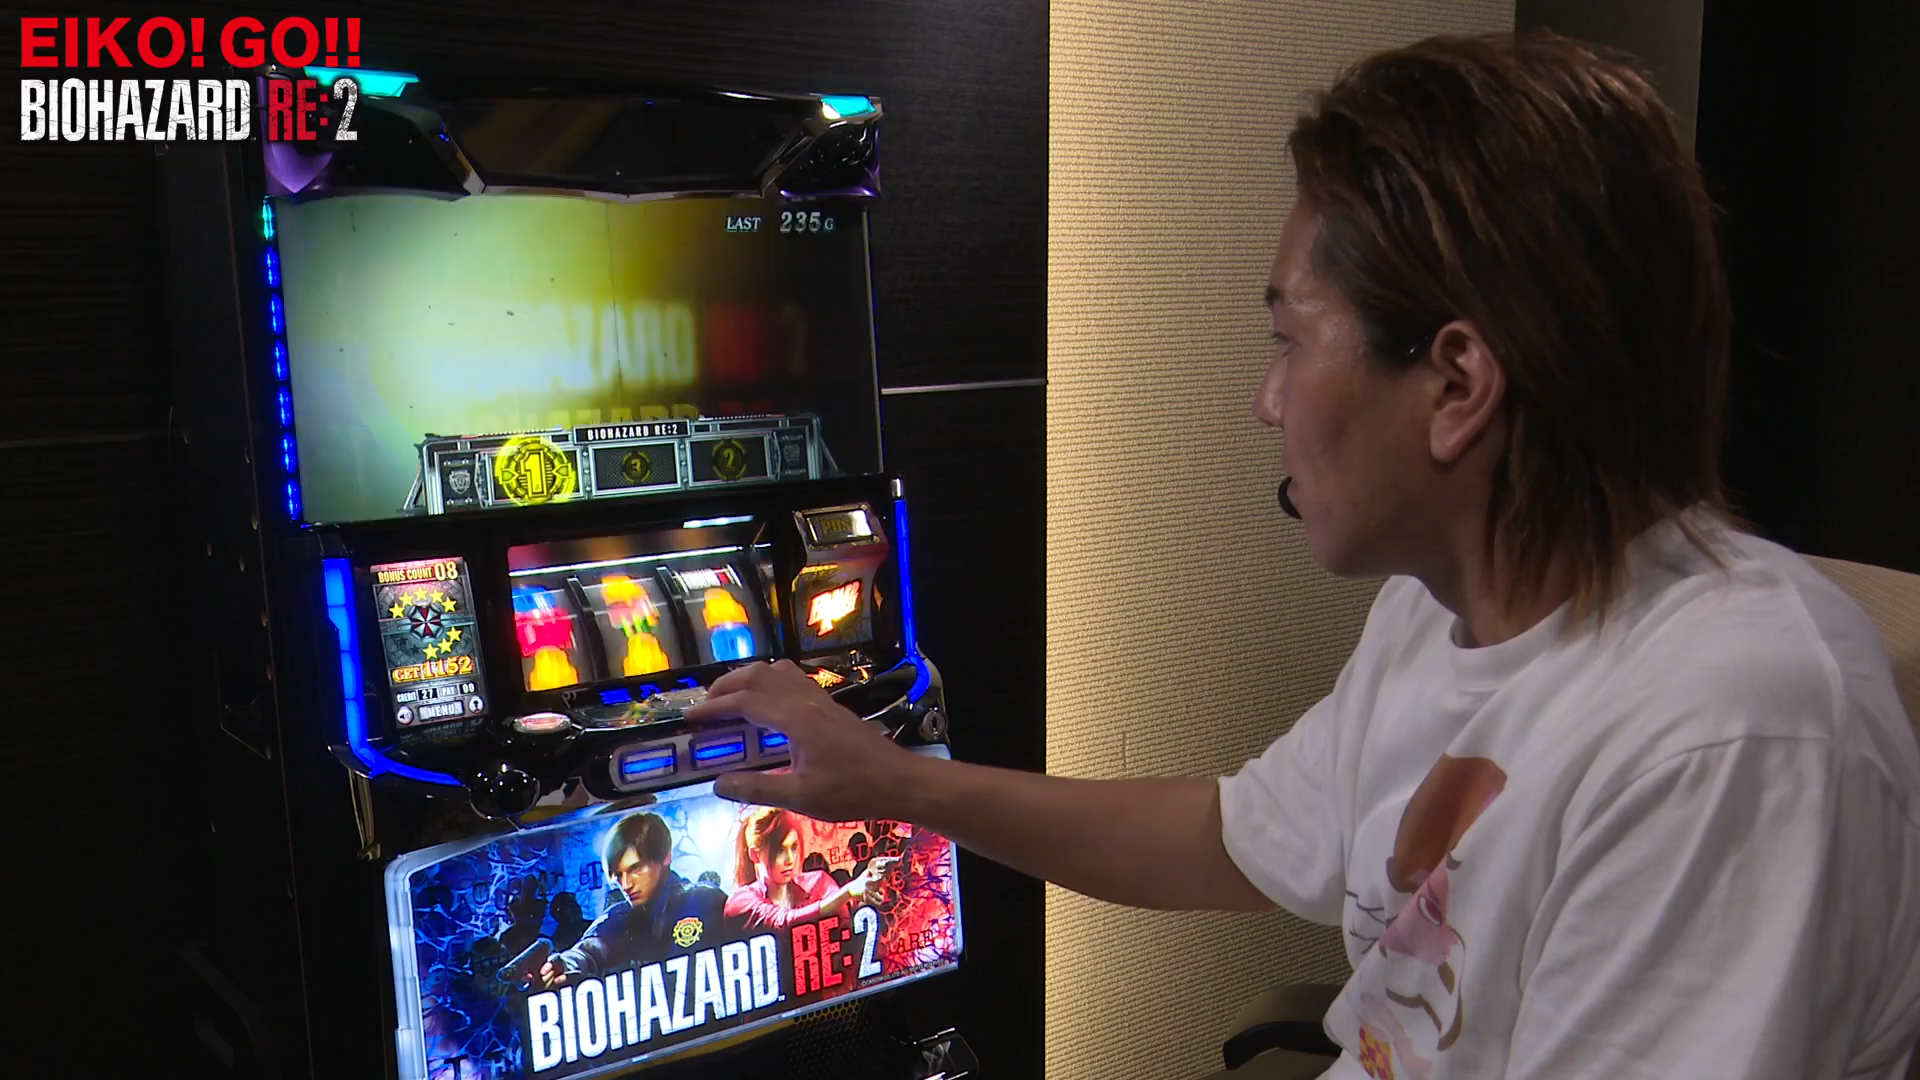 EIKO! GO!!
BIOHAZARD RE:2
LAST 235G
BIOHAZARD RE:2
1 3 2
PUSH
BONUS COUNT 08
GET 1152
CREDIT 27 PAY 00
MENU
BIOHAZARD RE:2